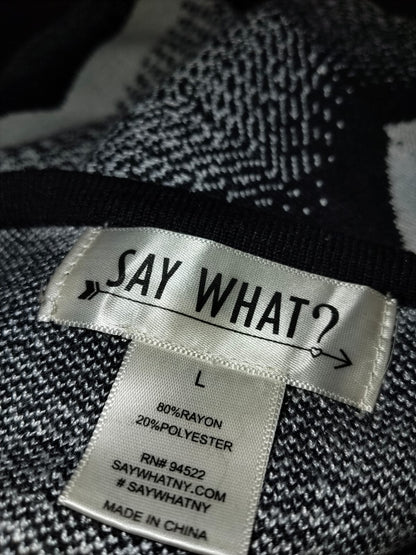 SAY WHAT?
L
80%RAYON
20%POLYESTER
RN# 94522
SAYWHATNY.COM
# SAYWHATNY
MADE IN CHINA